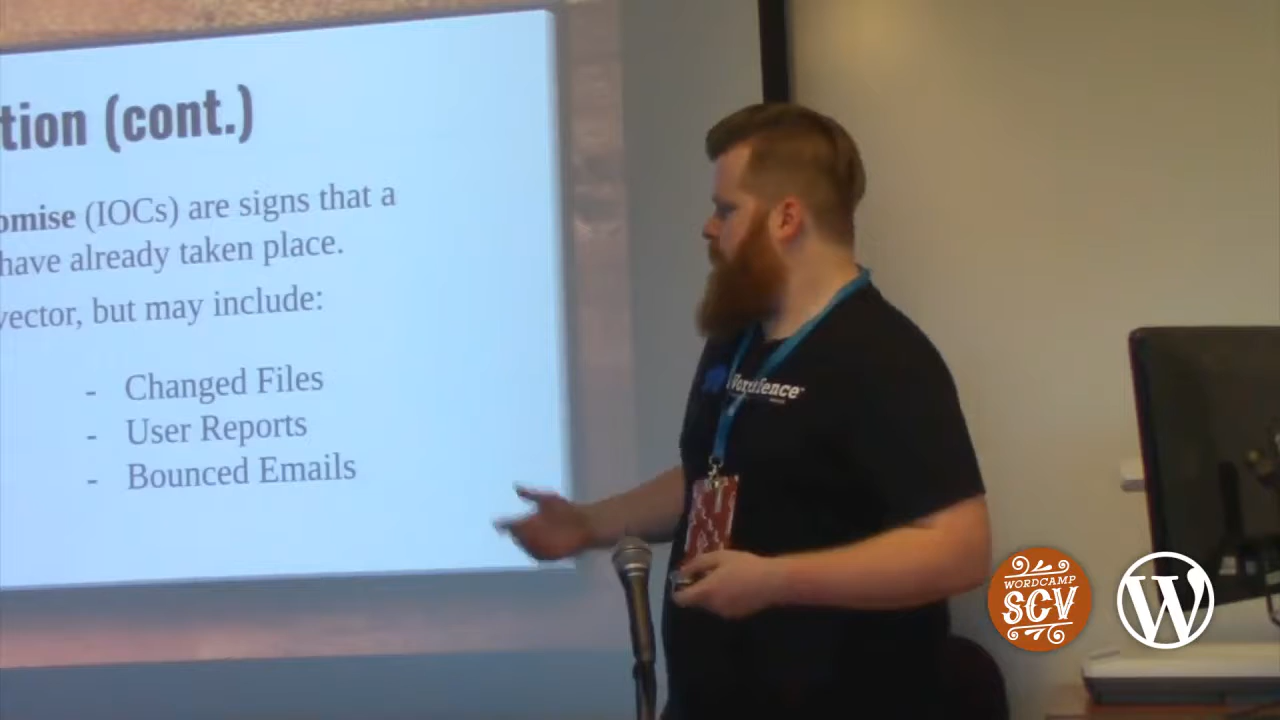 tion (cont.)
omise (IOCs) are signs that a
have already taken place.
vector, but may include:
- Changed Files
- User Reports
- Bounced Emails
Wordfence
WORDCAMP
SCV
W